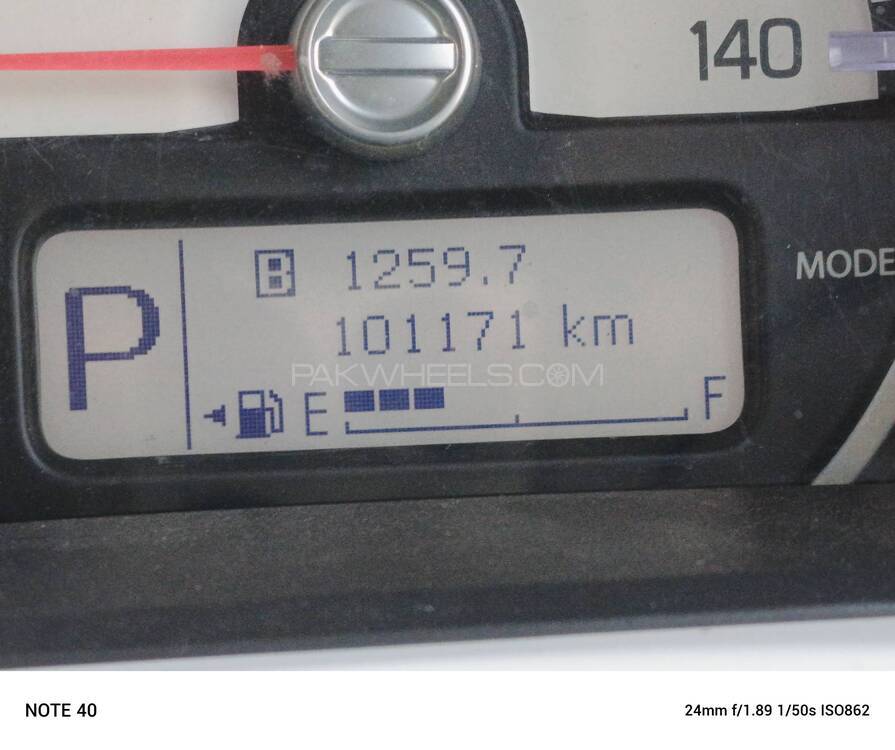 140
B 1259.7
MODE
101171 km
PAKWHEELS.COM
P
E F
NOTE 40
24mm f/1.89 1/50s ISO862